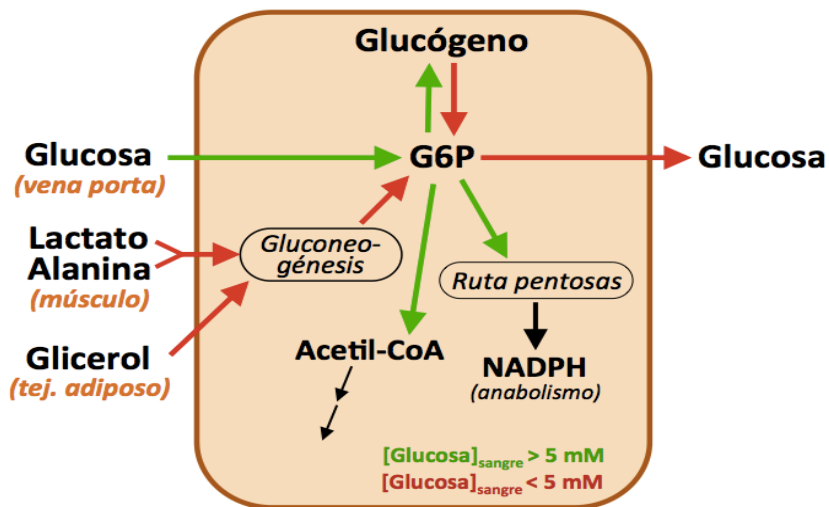 Glucógeno
Glucosa
(vena porta)
G6P
Glucosa
Lactato
Alanina
(músculo)
Gluconeo-
génesis
Ruta pentosas
Glicerol
(tej. adiposo)
Acetil-CoA
NADPH
(anabolismo)
[Glucosa]sangre > 5 mM
[Glucosa]sangre < 5 mM